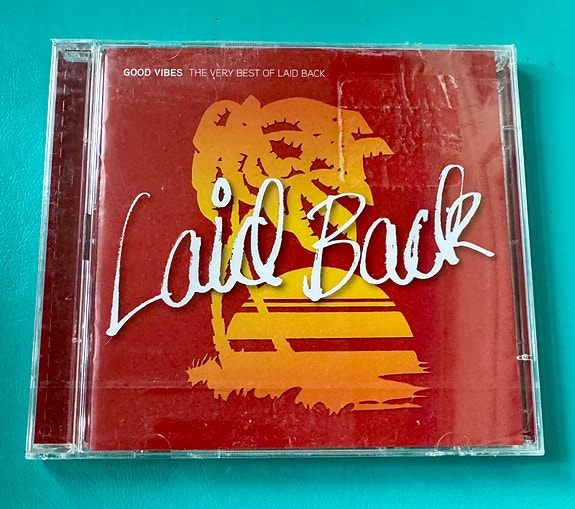 GOOD VIBES THE VERY BEST OF LAID BACK
Laid Back